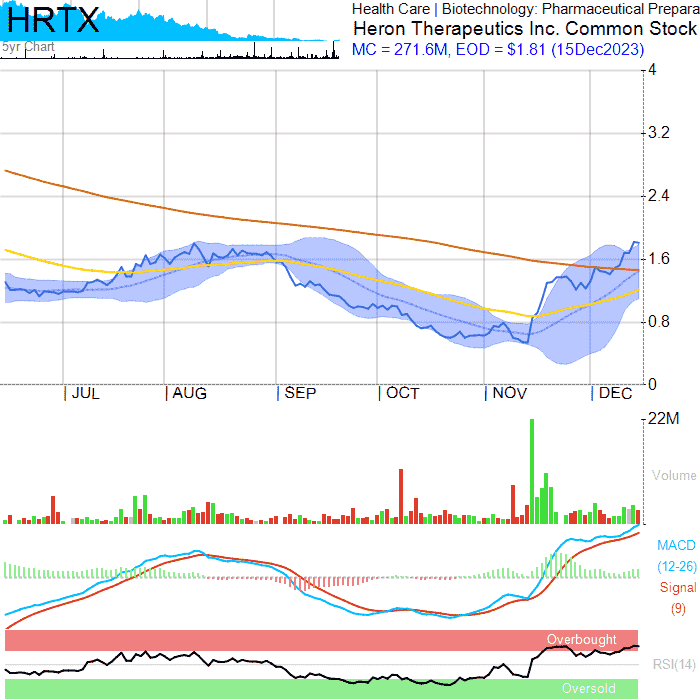 HRTX
Health Care | Biotechnology: Pharmaceutical Prepara
Heron Therapeutics Inc. Common Stock
MC = 271.6M, EOD = $1.81 (15Dec2023)
5yr Chart
4
3.2
2.4
1.6
0.8
0
JUL AUG SEP OCT NOV DEC
22M
Volume
MACD
(12-26)
Signal
(9)
Overbought
RSI(14)
Oversold